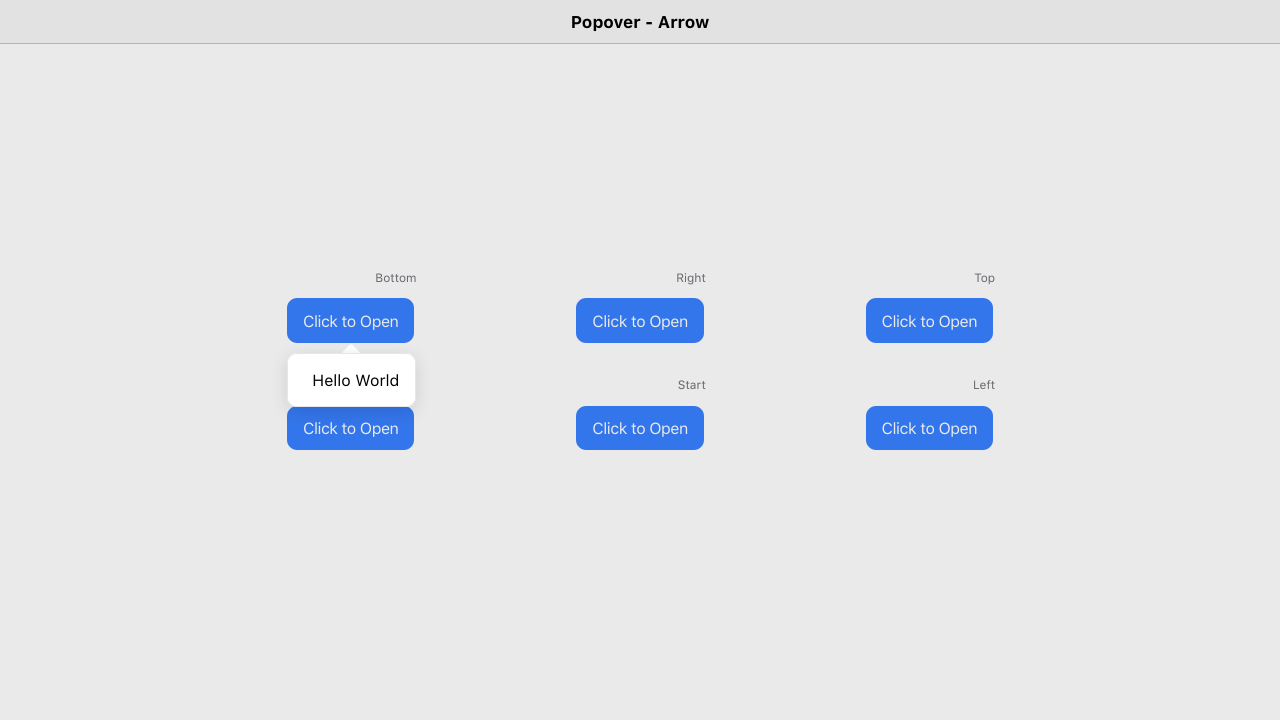 Popover - Arrow
Bottom
Right
Top
Click to Open
Click to Open
Click to Open
Hello World
Start
Left
Click to Open
Click to Open
Click to Open